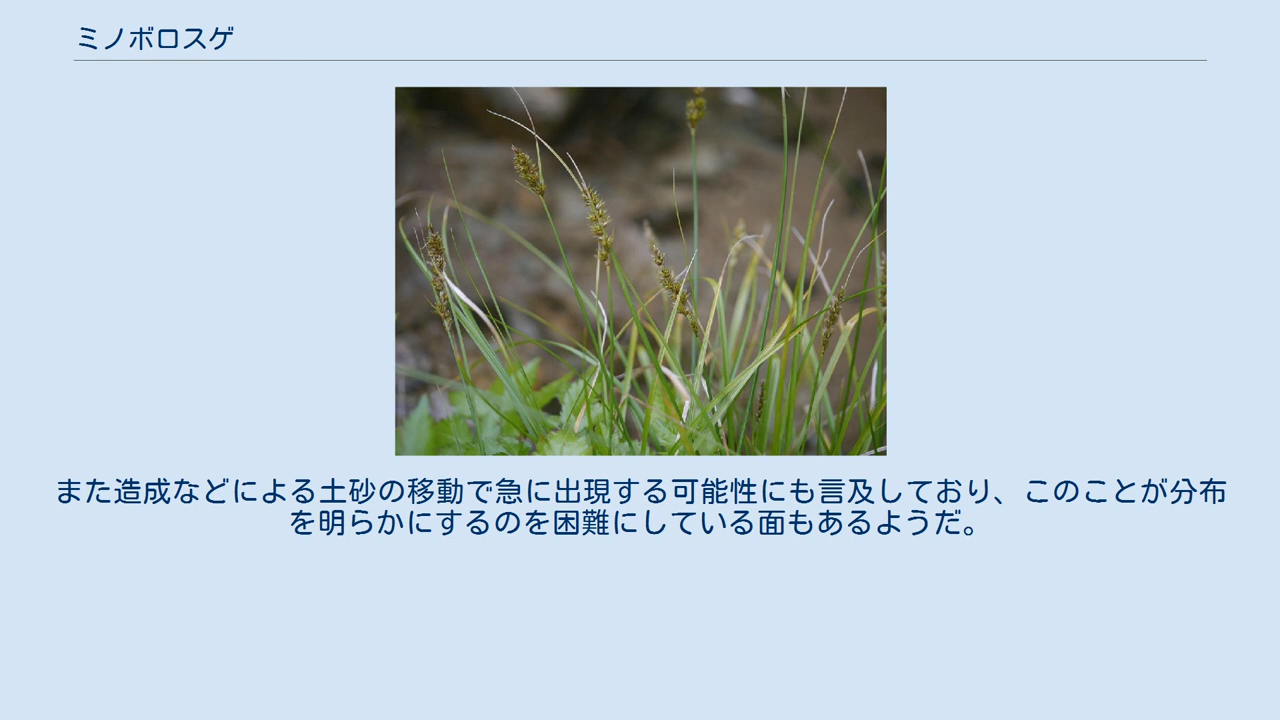 ミノボロスゲ
また造成などによる土砂の移動で急に出現する可能性にも言及しており、このことが分布
を明らかにするのを困難にしている面もあるようだ。